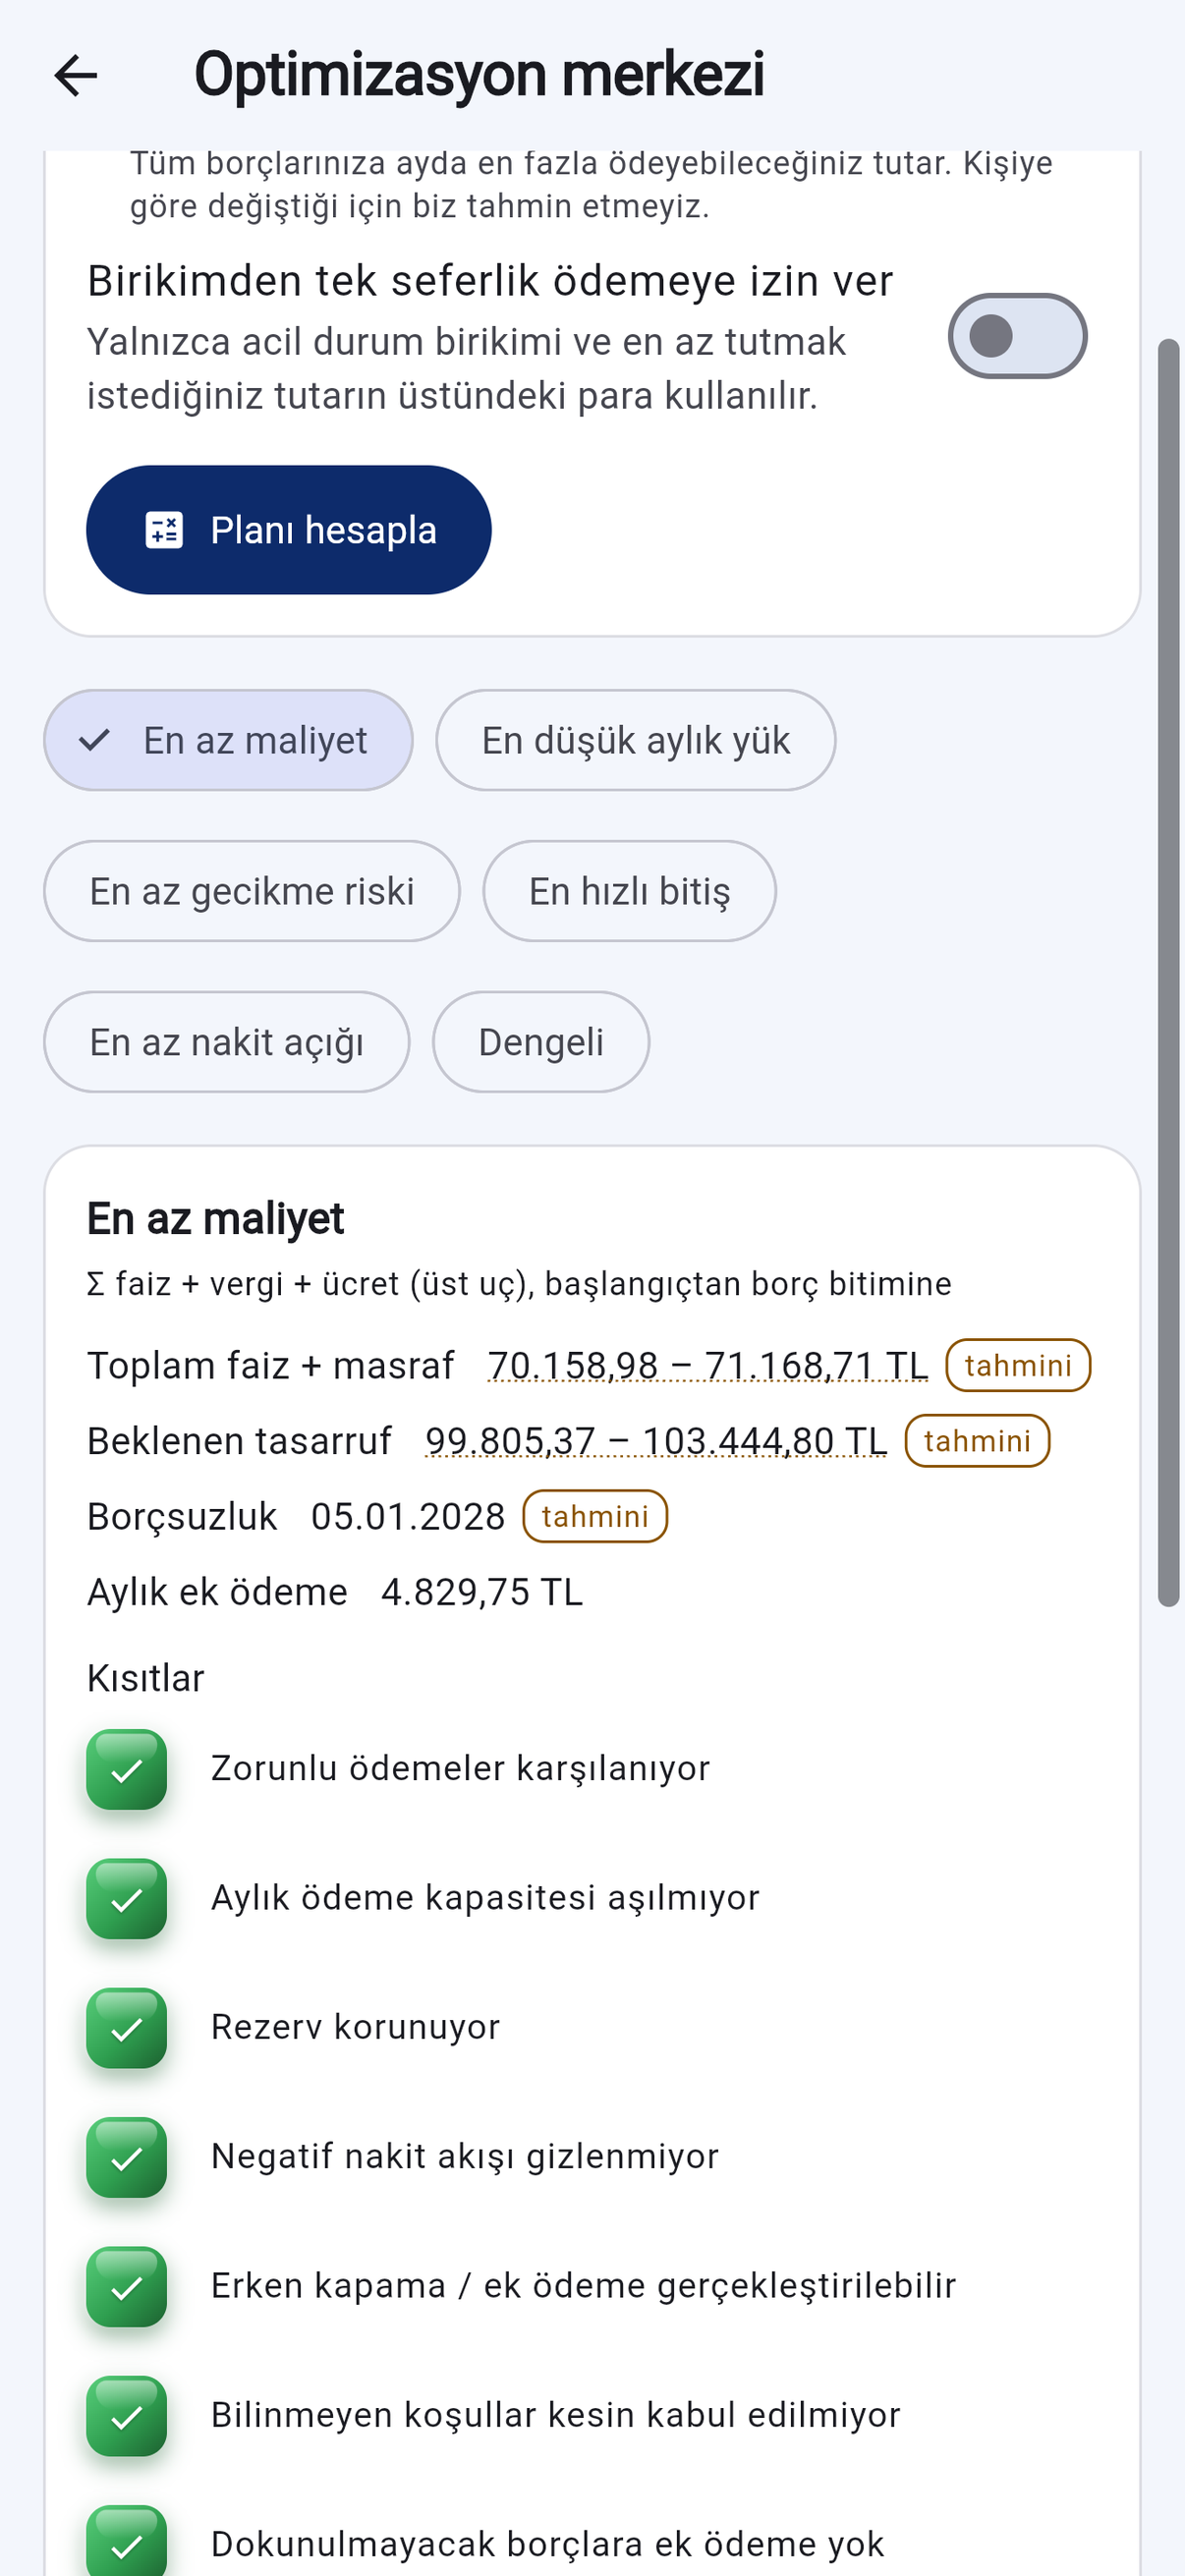 Optimizasyon merkezi
Tüm borçlarınıza ayda en fazla ödeyebileceğiniz tutar. Kişiye
göre değiştiği için biz tahmin etmeyiz.
Birikimden tek seferlik ödemeye izin ver
Yalnızca acil durum birikimi ve en az tutmak
istediğiniz tutarın üstündeki para kullanılır.
Planı hesapla
En az maliyet
En düşük aylık yük
En az gecikme riski
En hızlı bitiş
En az nakit açığı
Dengeli
En az maliyet
Σ faiz + vergi + ücret (üst uç), başlangıçtan borç bitimine
Toplam faiz + masraf 70.158,98 – 71.168,71 TL tahmini
Beklenen tasarruf 99.805,37 – 103.444,80 TL tahmini
Borçsuzluk 05.01.2028 tahmini
Aylık ek ödeme 4.829,75 TL
Kısıtlar
Zorunlu ödemeler karşılanıyor
Aylık ödeme kapasitesi aşılmıyor
Rezerv korunuyor
Negatif nakit akışı gizlenmiyor
Erken kapama / ek ödeme gerçekleştirilebilir
Bilinmeyen koşullar kesin kabul edilmiyor
Dokunulmayacak borçlara ek ödeme yok